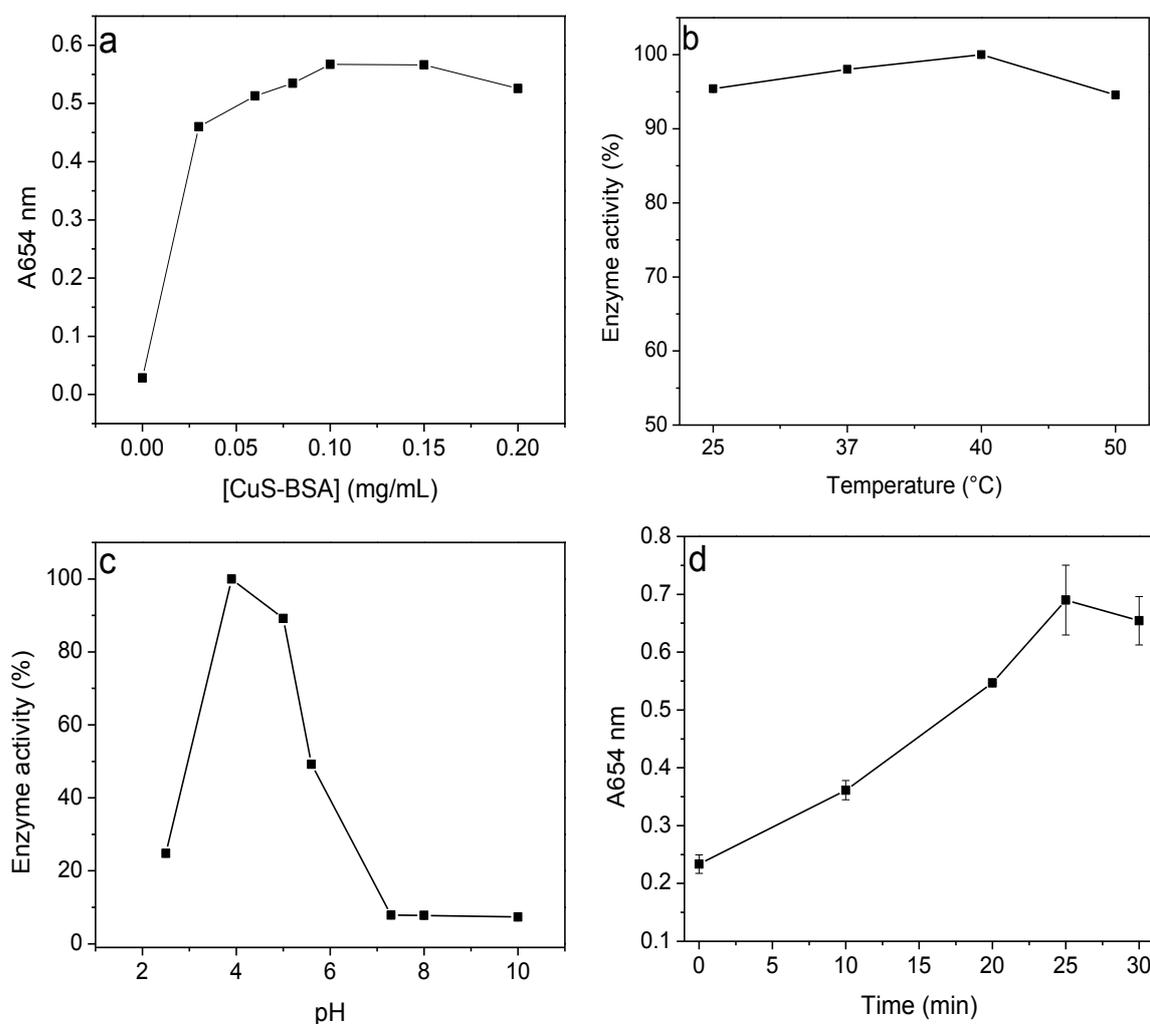 a
0.6
0.5
0.4
0.3
0.2
0.1
0.0
A654 nm
0.00 0.05 0.10 0.15 0.20
[CuS-BSA] (mg/mL)
b
100
90
80
70
60
50
Enzyme activity (%)
25 37 40 50
Temperature (°C)
c
100
80
60
40
20
0
Enzyme activity (%)
2 4 6 8 10
pH
d
0.8
0.7
0.6
0.5
0.4
0.3
0.2
0.1
A654 nm
0 5 10 15 20 25 30
Time (min)